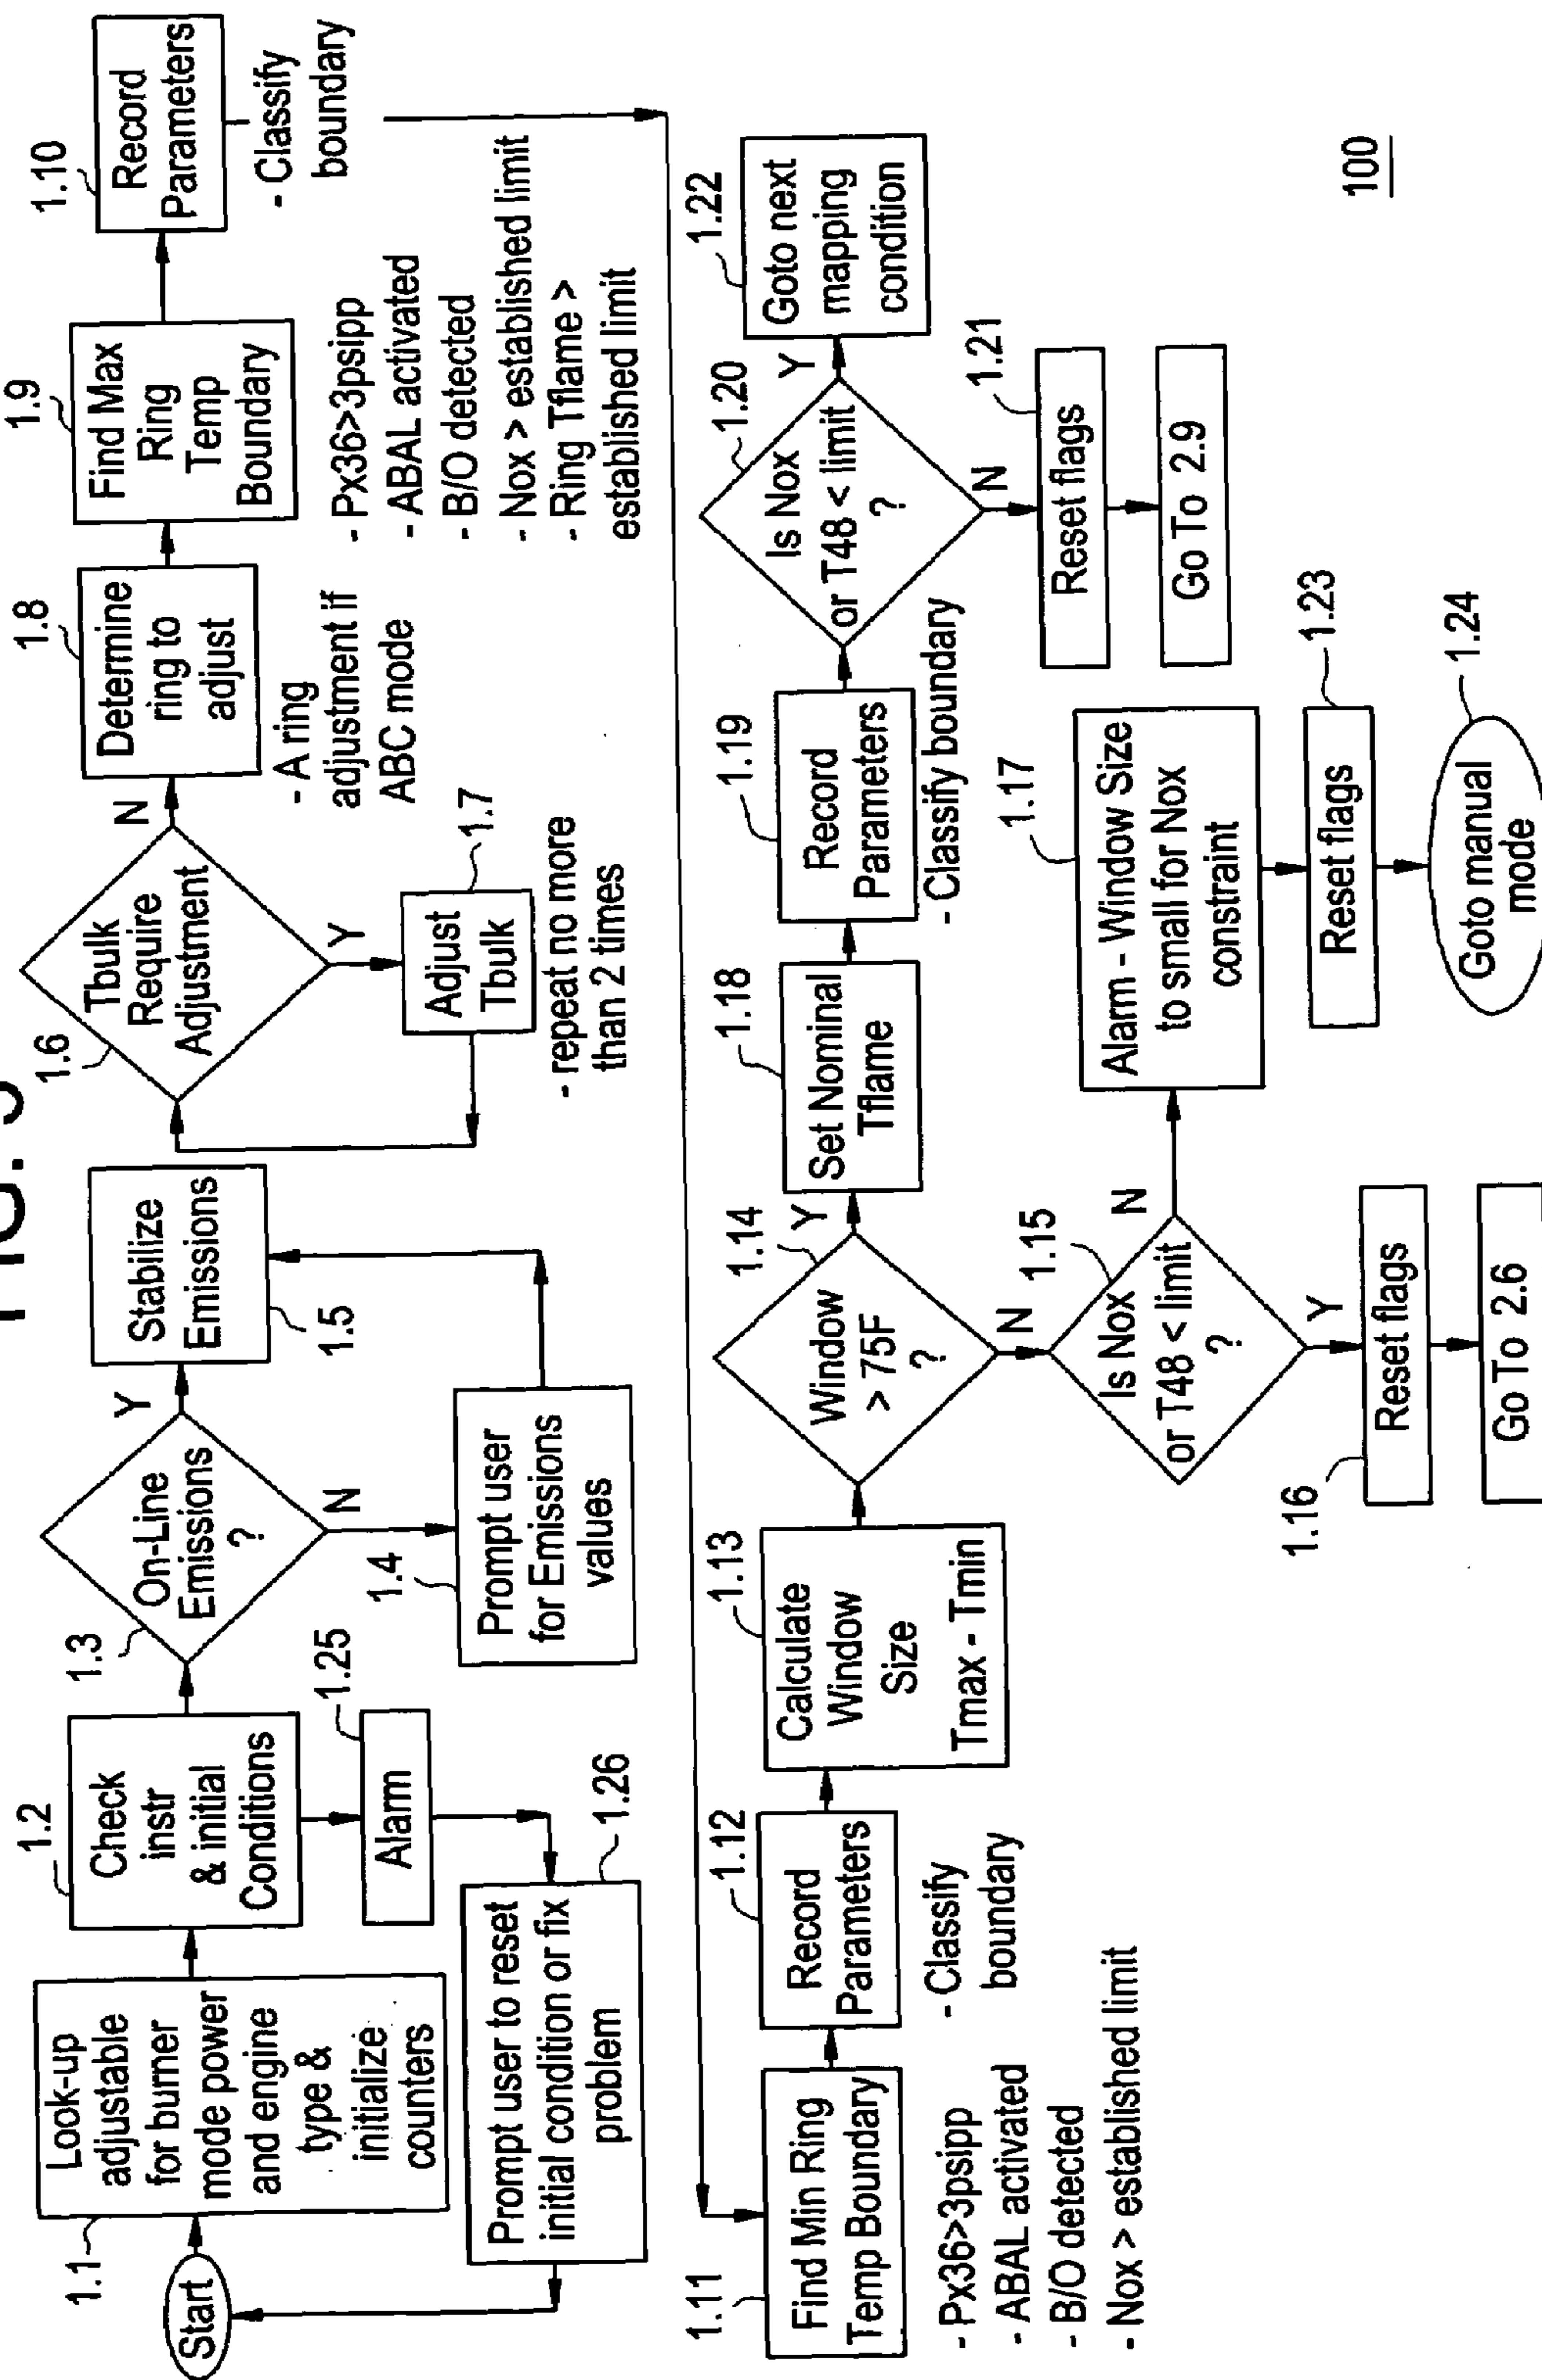 FIG. 3
Start
1.1
Look-up
adjustable
for burner
mode power
and engine
type &
initialize
counters
1.2
Check
instr
& initial
Conditions
1.25
Alarm
1.26
Prompt user to reset
initial condition or fix
problem
1.3
On-Line
Emissions
?
Y
N
1.4
Prompt user
for Emissions
values
Stabilize
Emissions
1.5
1.6
Tbulk
Require
Adjustment
N
Y
Adjust
Tbulk
1.7
- repeat no more
than 2 times
1.8
Determine
ring to
adjust
- A ring
adjustment if
ABC mode
1.9
Find Max
Ring
Temp
Boundary
- Px36>3psipp
- ABAL activated
- B/O detected
- Nox > established limit
- Ring Tflame >
established limit
1.10
Record
Parameters
- Classify
boundary
1.11
Find Min Ring
Temp Boundary
- Px36>3psipp
- ABAL activated
- B/O detected
- Nox > established limit
1.12
Record
Parameters
- Classify
boundary
1.13
Calculate
Window
Size
Tmax - Tmin
1.14
Window
> 75F
?
Y
N
1.15
Is Nox
or T48 < limit
?
N
Y
1.16
Reset flags
Go To 2.6
1.17
Alarm - Window Size
to small for Nox
constraint
1.23
Reset flags
1.24
Goto manual
mode
1.18
Set Nominal
Tflame
1.19
Record
Parameters
- Classify boundary
1.20
Is Nox
or T48 < limit
?
Y
N
1.21
Reset flags
Go To 2.9
1.22
Goto next
mapping
condition
100